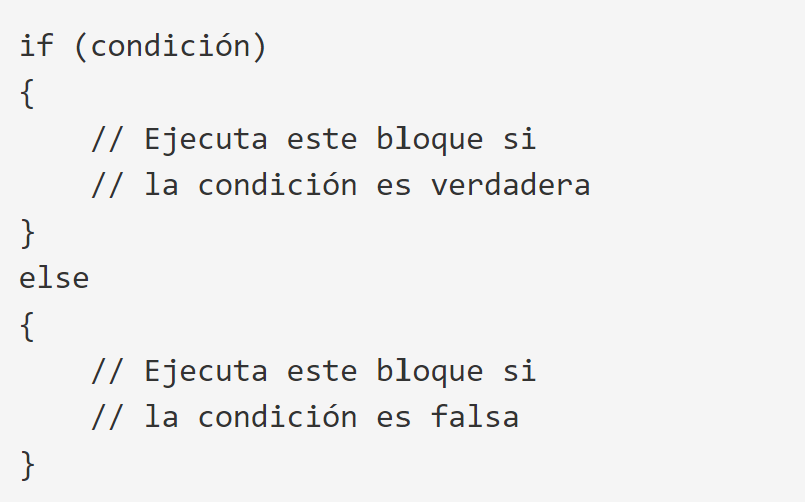 if (condición)
{
    // Ejecuta este bloque si
    // la condición es verdadera
}
else
{
    // Ejecuta este bloque si
    // la condición es falsa
}